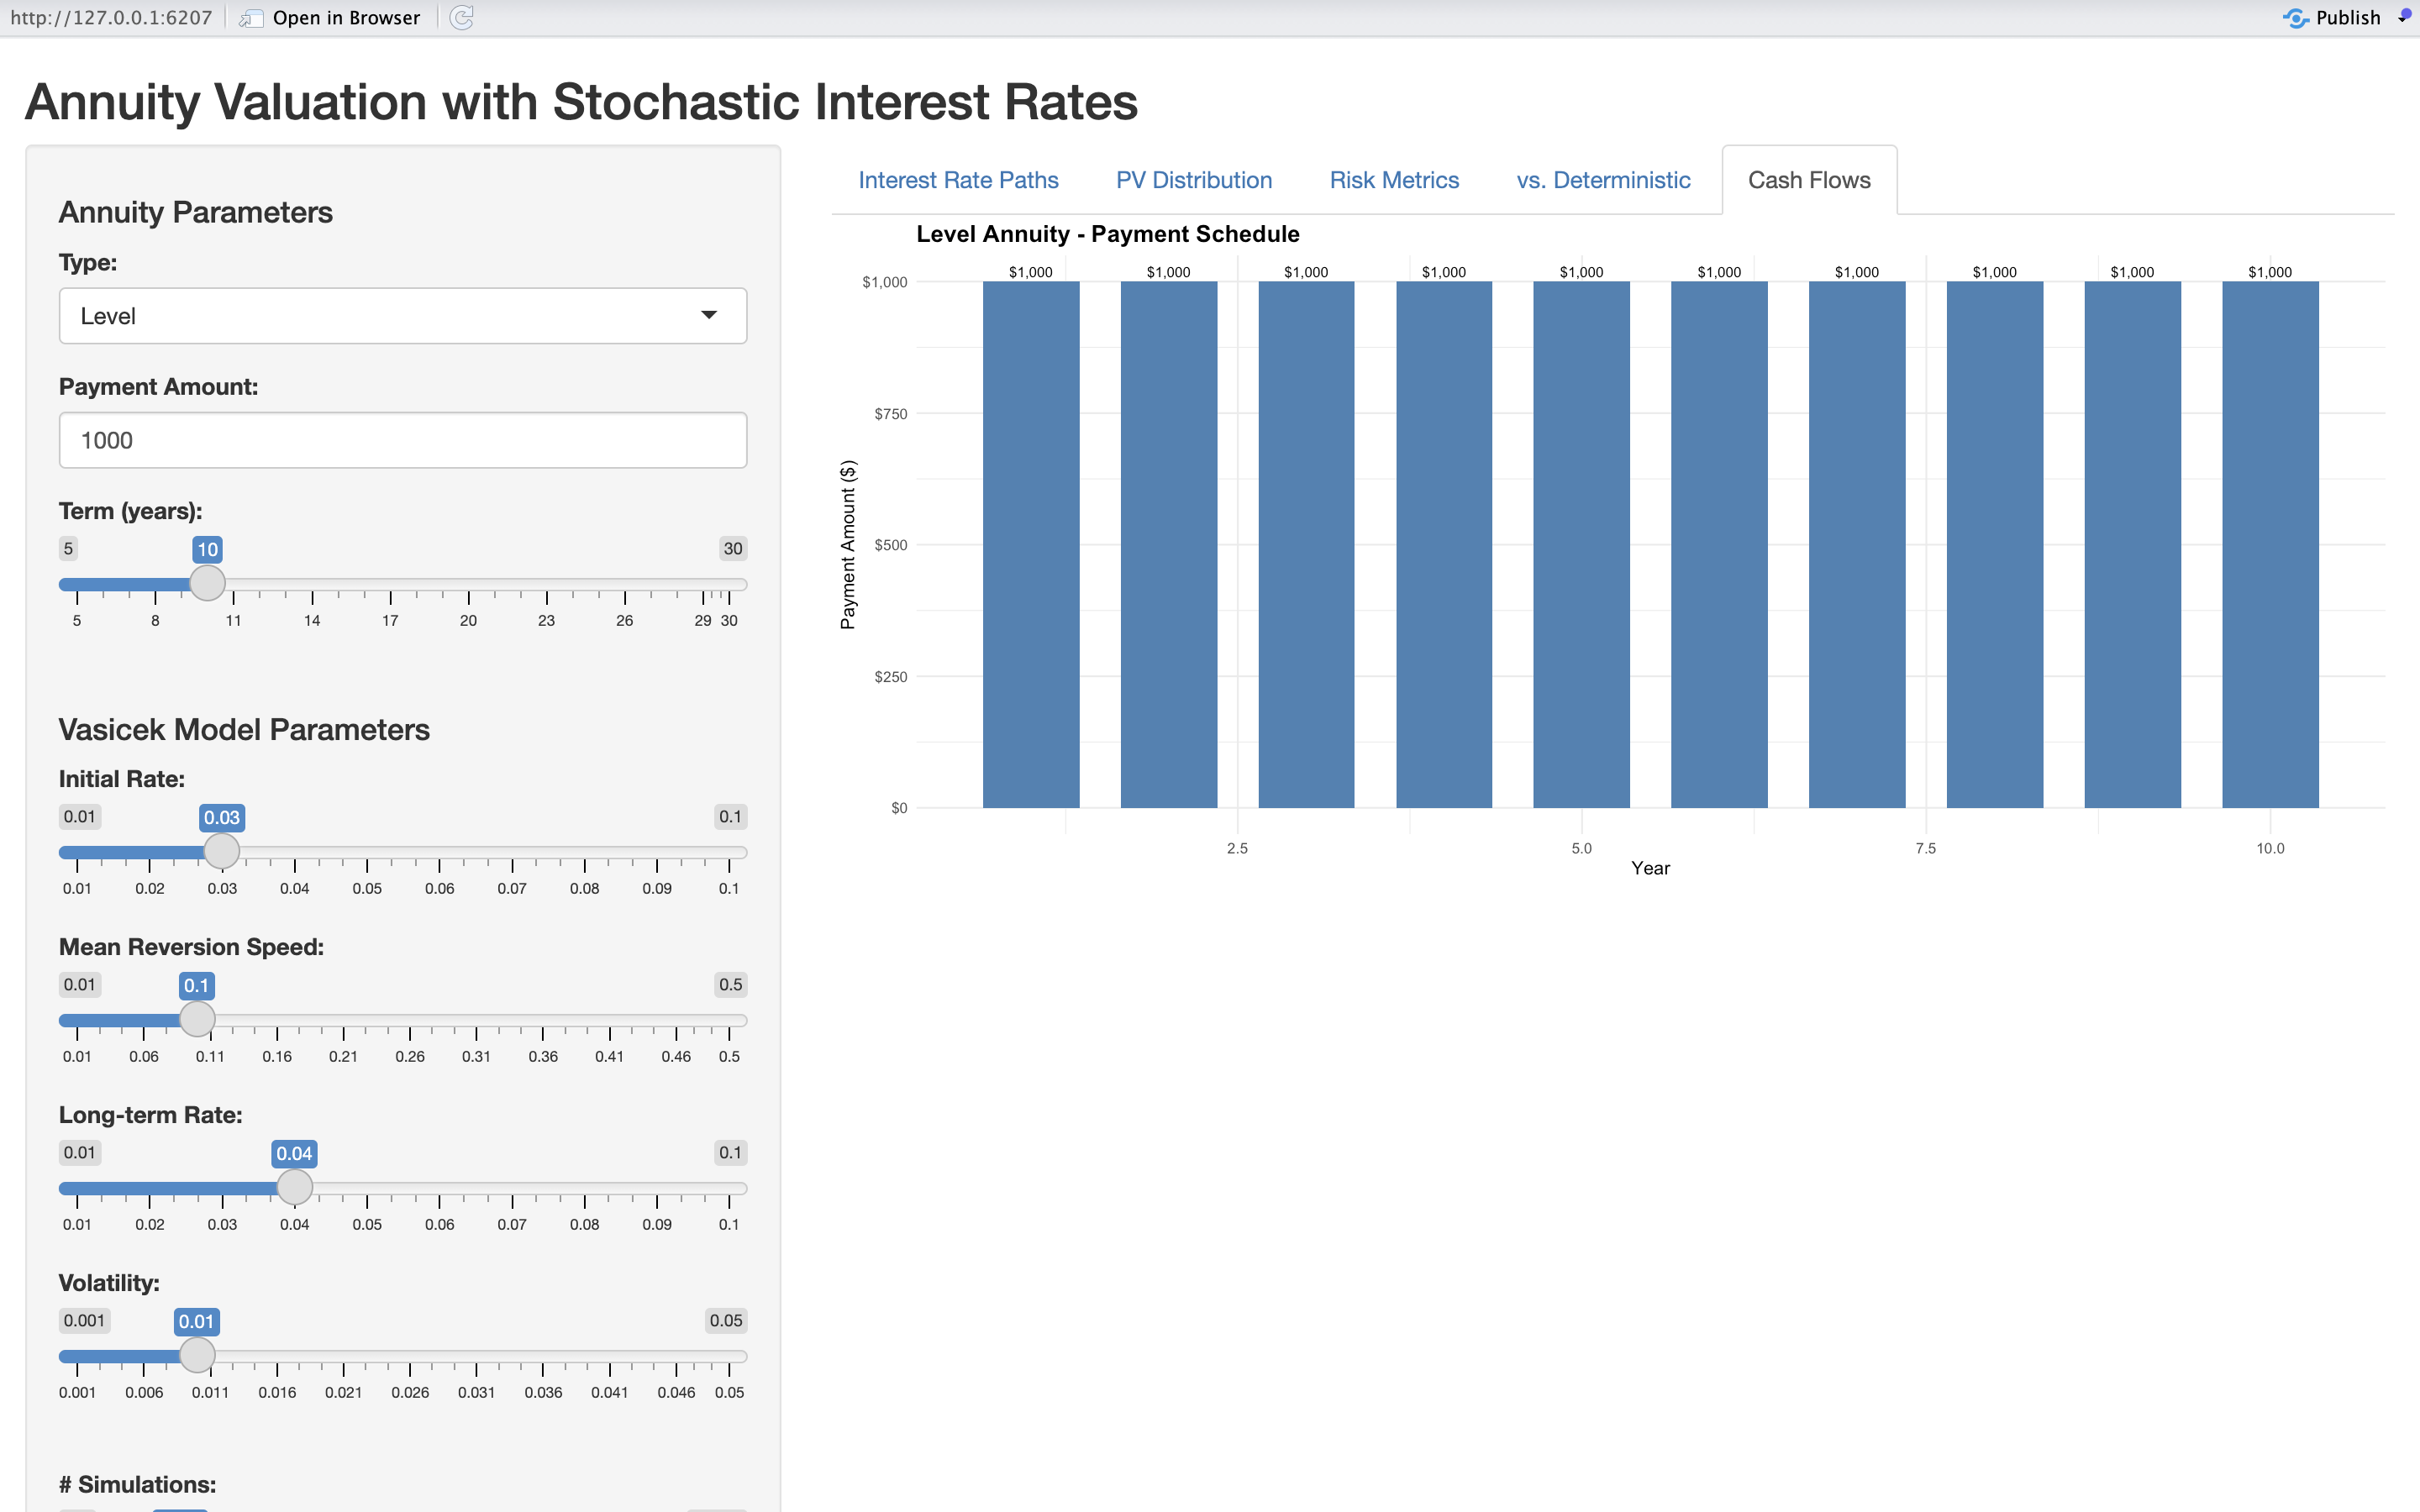 http://127.0.0.1:6207 Open in Browser Publish
Annuity Valuation with Stochastic Interest Rates
Annuity Parameters
Type:
Level
Payment Amount:
1000
Term (years):
5 10 30
5 8 11 14 17 20 23 26 29 30
Vasicek Model Parameters
Initial Rate:
0.01 0.03 0.1
0.01 0.02 0.03 0.04 0.05 0.06 0.07 0.08 0.09 0.1
Mean Reversion Speed:
0.01 0.1 0.5
0.01 0.06 0.11 0.16 0.21 0.26 0.31 0.36 0.41 0.46 0.5
Long-term Rate:
0.01 0.04 0.1
0.01 0.02 0.03 0.04 0.05 0.06 0.07 0.08 0.09 0.1
Volatility:
0.001 0.01 0.05
0.001 0.006 0.011 0.016 0.021 0.026 0.031 0.036 0.041 0.046 0.05
# Simulations:
Interest Rate Paths PV Distribution Risk Metrics vs. Deterministic Cash Flows
Level Annuity - Payment Schedule
$1,000 $1,000 $1,000 $1,000 $1,000 $1,000 $1,000 $1,000 $1,000 $1,000
$1,000
$750
$500
$250
$0
Payment Amount ($)
2.5 5.0 7.5 10.0
Year